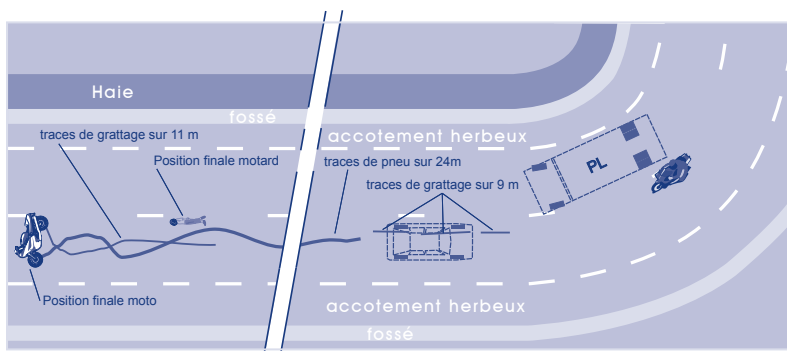 Haie
fossé
traces de grattage sur 11 m
accotement herbeux
Position finale motard
traces de pneu sur 24m
traces de grattage sur 9 m
PL
Position finale moto
accotement herbeux
fossé